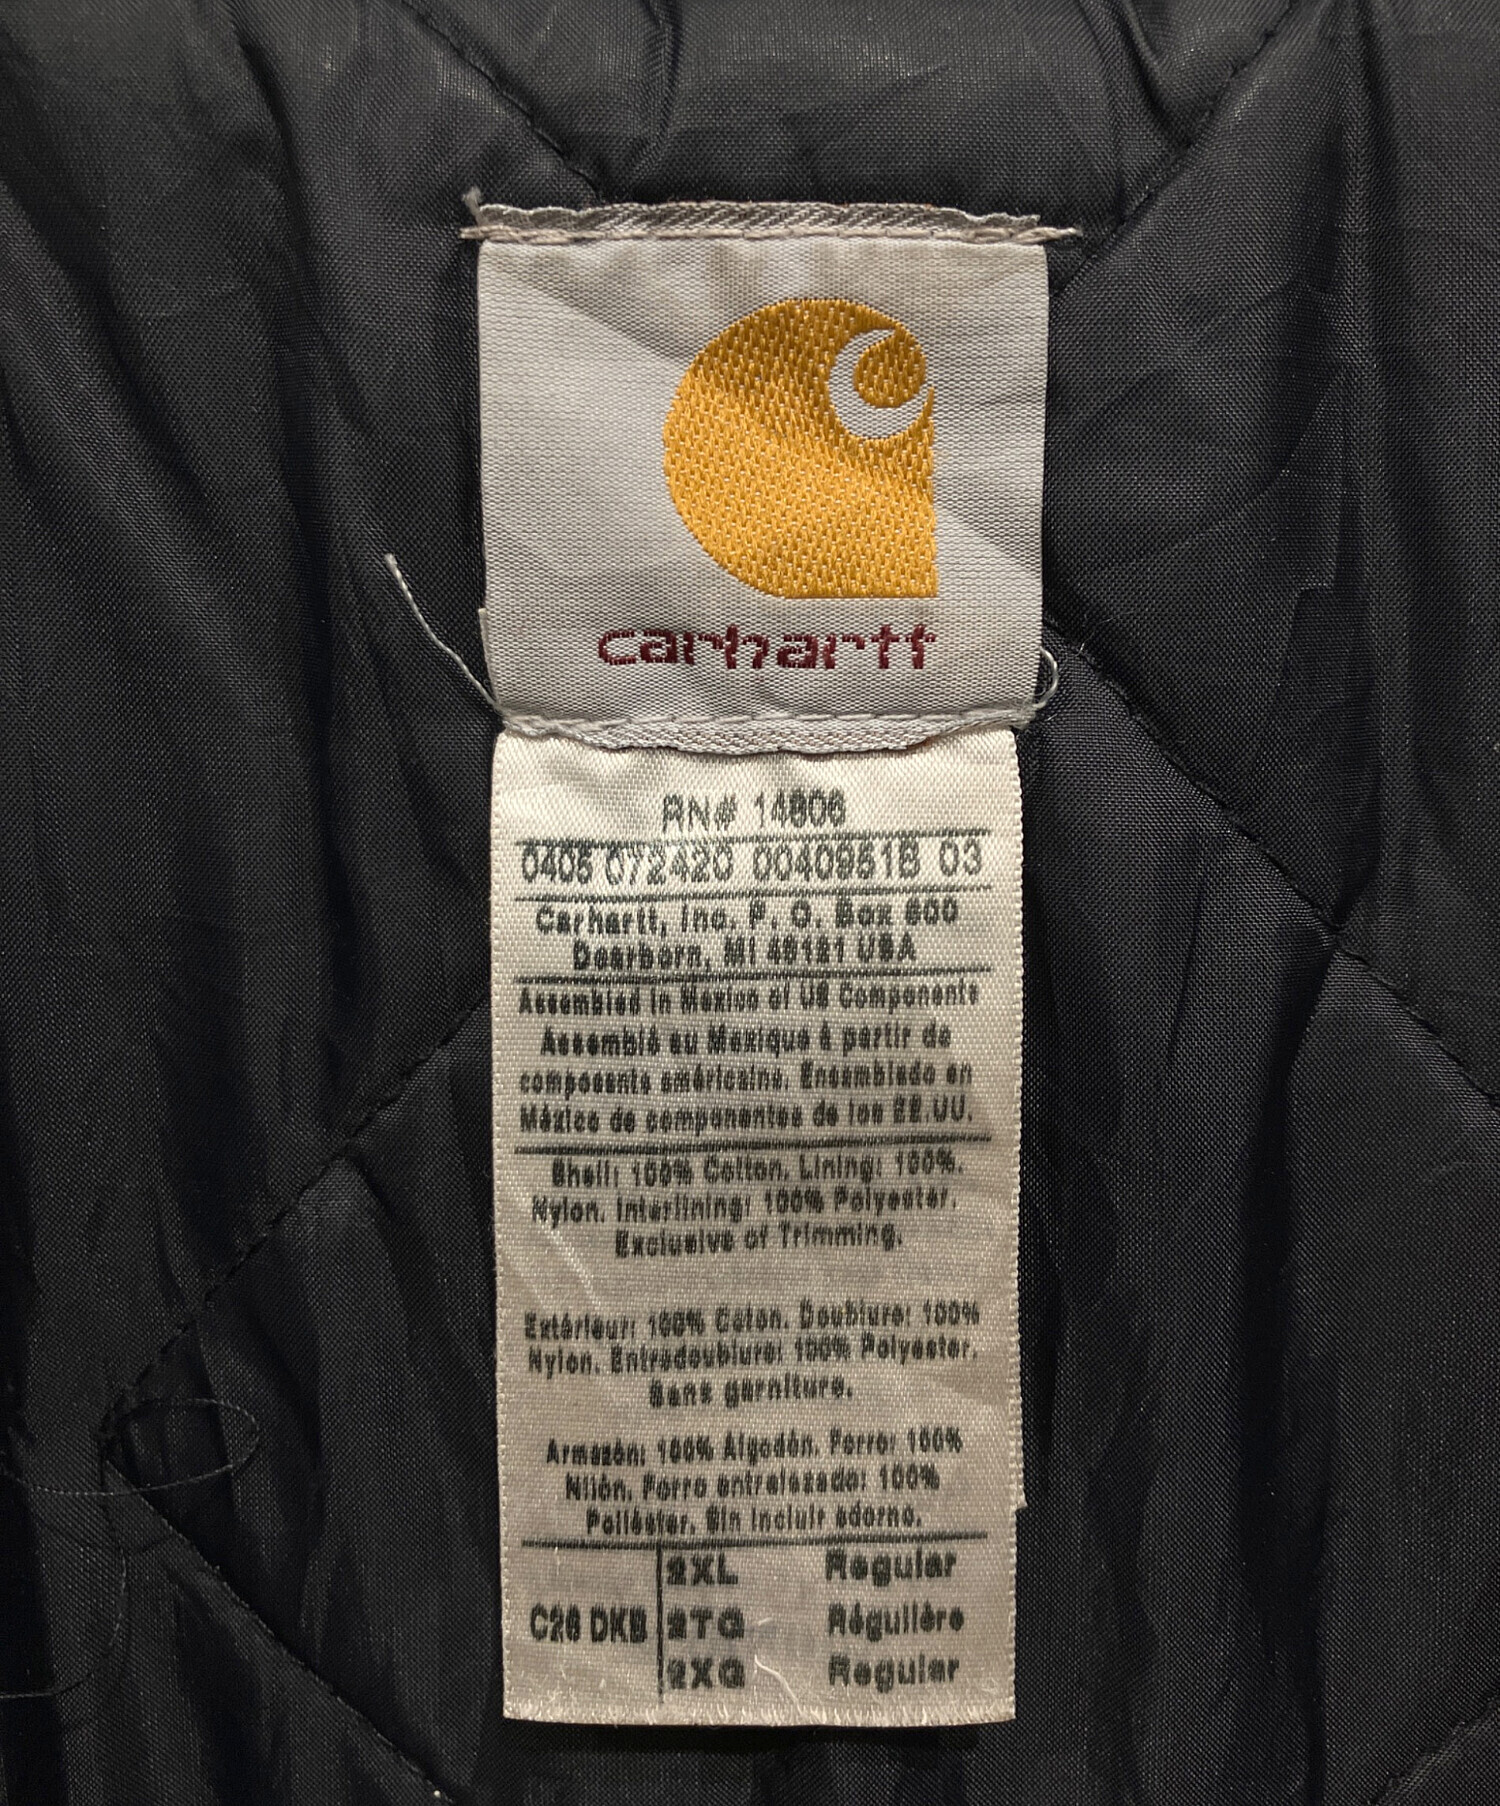 carhartt
RN# 14806
0405 072420 0040951B 03
Carhartt, Inc. P. O. Box 600
Dearborn, MI 48121 USA
Assembled in Mexico of US Components
Assemblé au Mexique à partir de
composants américains. Ensamblado en
México de componentes de los EE.UU.
Shell: 100% Cotton. Lining: 100%.
Nylon. Interlining: 100% Polyester.
Exclusive of Trimming.
Extérieur: 100% Coton. Doublure: 100%
Nylon. Entredoublure: 100% Polyester.
Sans garniture.
Armazón: 100% Algodón. Forro: 100%
Nilón. Forro entrelazado: 100%
Poliéster. Sin incluir adorno.
2XL Regular
C26 DKB 2TG Régulière
2XG Regular